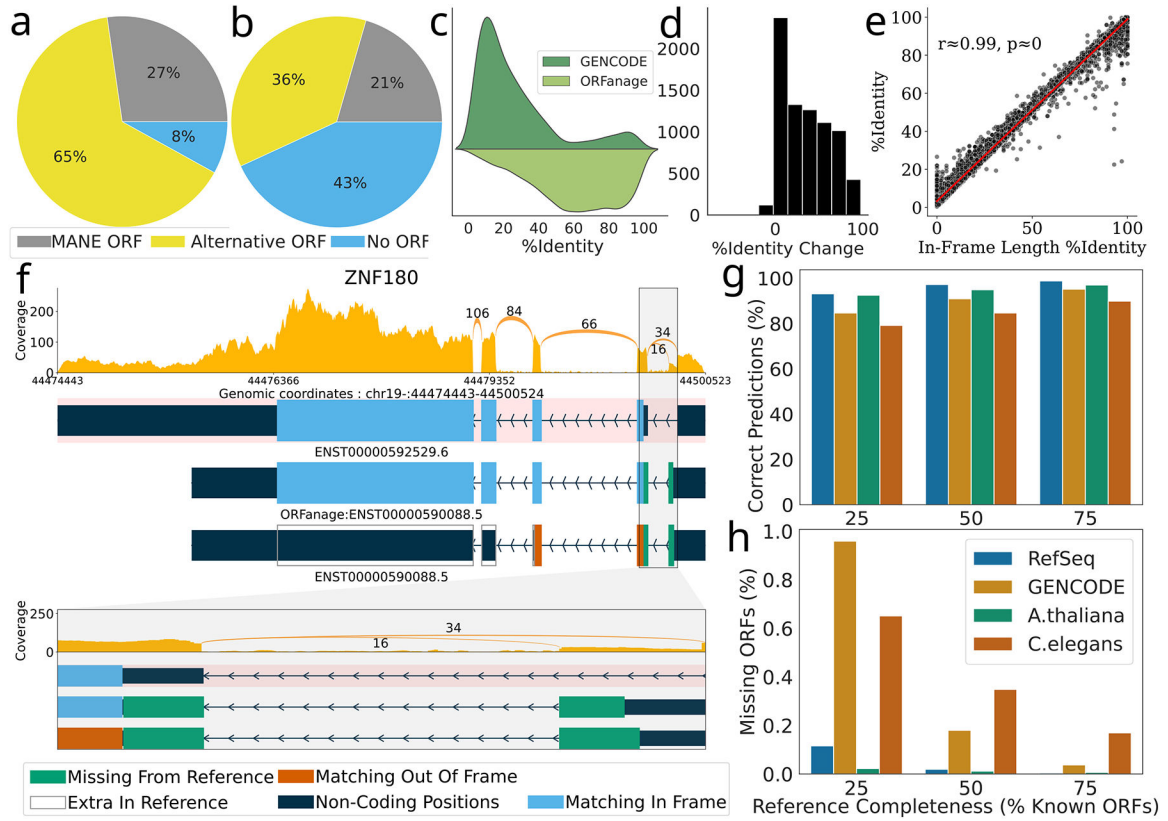 a
27%
65%
8%
b
36%
21%
43%
MANE ORF
Alternative ORF
No ORF
c
GENCODE
ORFanage
0 20 40 60 80 100
%Identity
d
2000
1500
1000
500
0
0 100
%Identity Change
e
r≈0.99, p≈0
%Identity
100
80
60
40
20
0
0 50 100
In-Frame Length %Identity
f
ZNF180
Coverage
200
100
0
106
84
66
34
16
44474443 44476366 44479352 44500523
Genomic coordinates : chr19-:44474443-44500524
ENST00000592529.6
ORFanage:ENST00000590088.5
ENST00000590088.5
Coverage
250
0
34
16
Missing From Reference
Matching Out Of Frame
Extra In Reference
Non-Coding Positions
Matching In Frame
g
Correct Predictions (%)
100
80
60
40
20
0
25 50 75
h
Missing ORFs (%)
1.0
0.8
0.6
0.4
0.2
0.0
RefSeq
GENCODE
A.thaliana
C.elegans
25 50 75
Reference Completeness (% Known ORFs)